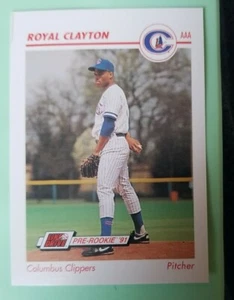 ROYAL CLAYTON
AAA
PRE-ROOKIE '91
Columbus Clippers
Pitcher